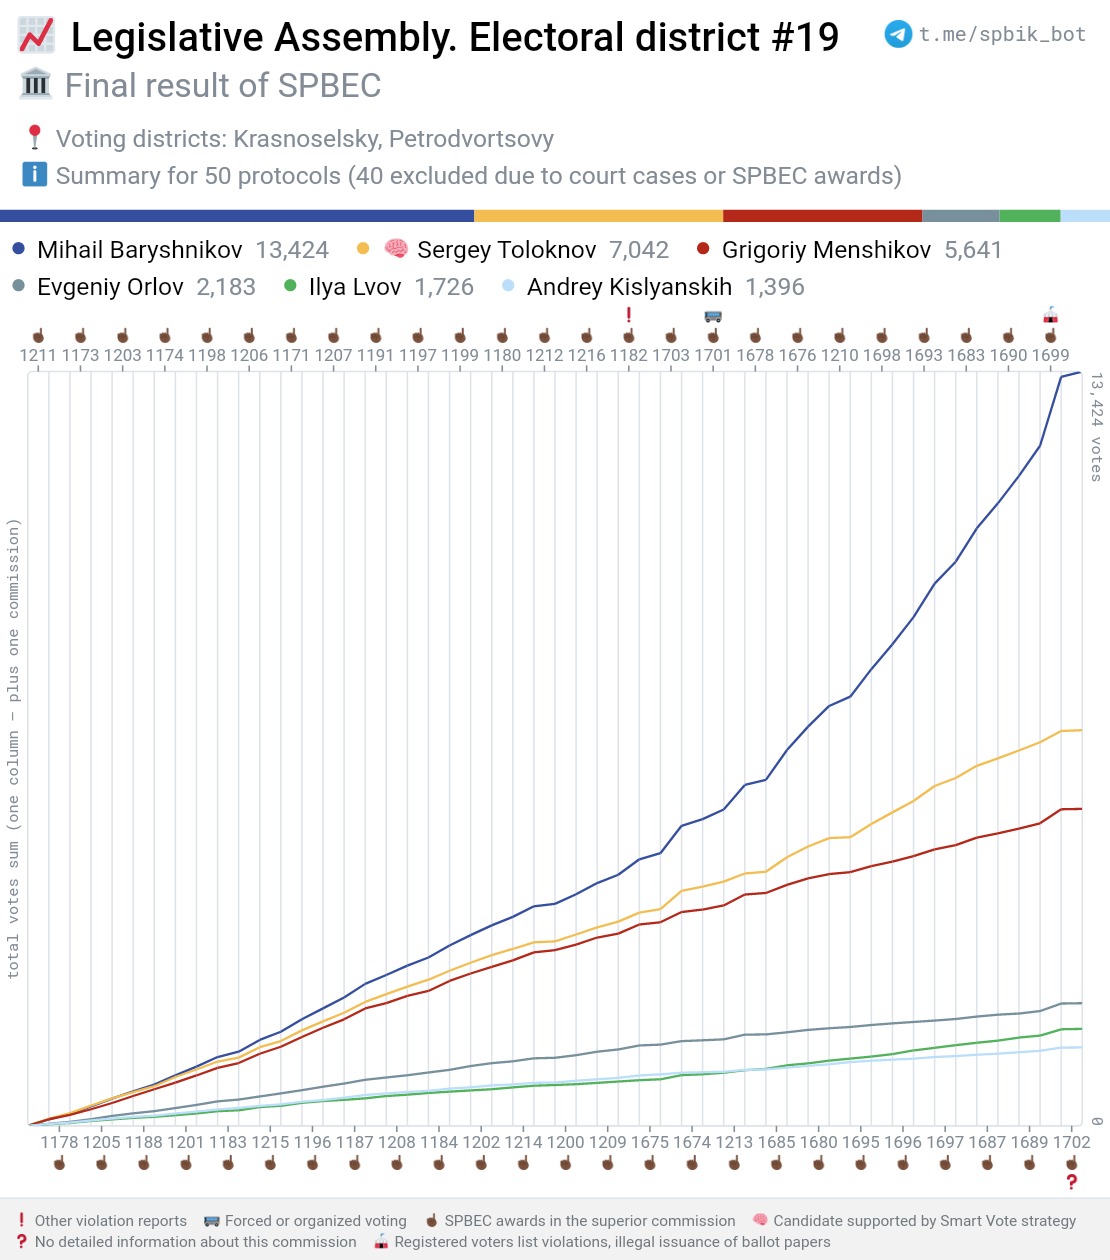 Legislative Assembly. Electoral district #19
t.me/spbik_bot
Final result of SPBEC
Voting districts: Krasnoselsky, Petrodvortsovy
Summary for 50 protocols (40 excluded due to court cases or SPBEC awards)
Mihail Baryshnikov 13,424 Sergey Toloknov 7,042 Grigoriy Menshikov 5,641
Evgeniy Orlov 2,183 Ilya Lvov 1,726 Andrey Kislyanskih 1,396
1211 1173 1203 1174 1198 1206 1171 1207 1191 1197 1199 1180 1212 1216 1182 1703 1701 1678 1676 1210 1698 1693 1683 1690 1699
13,424 votes
total votes sum (one column – plus one commission)
0
1178 1205 1188 1201 1183 1215 1196 1187 1208 1184 1202 1214 1200 1209 1675 1674 1213 1685 1680 1695 1696 1697 1687 1689 1702
Other violation reports Forced or organized voting SPBEC awards in the superior commission Candidate supported by Smart Vote strategy
No detailed information about this commission Registered voters list violations, illegal issuance of ballot papers